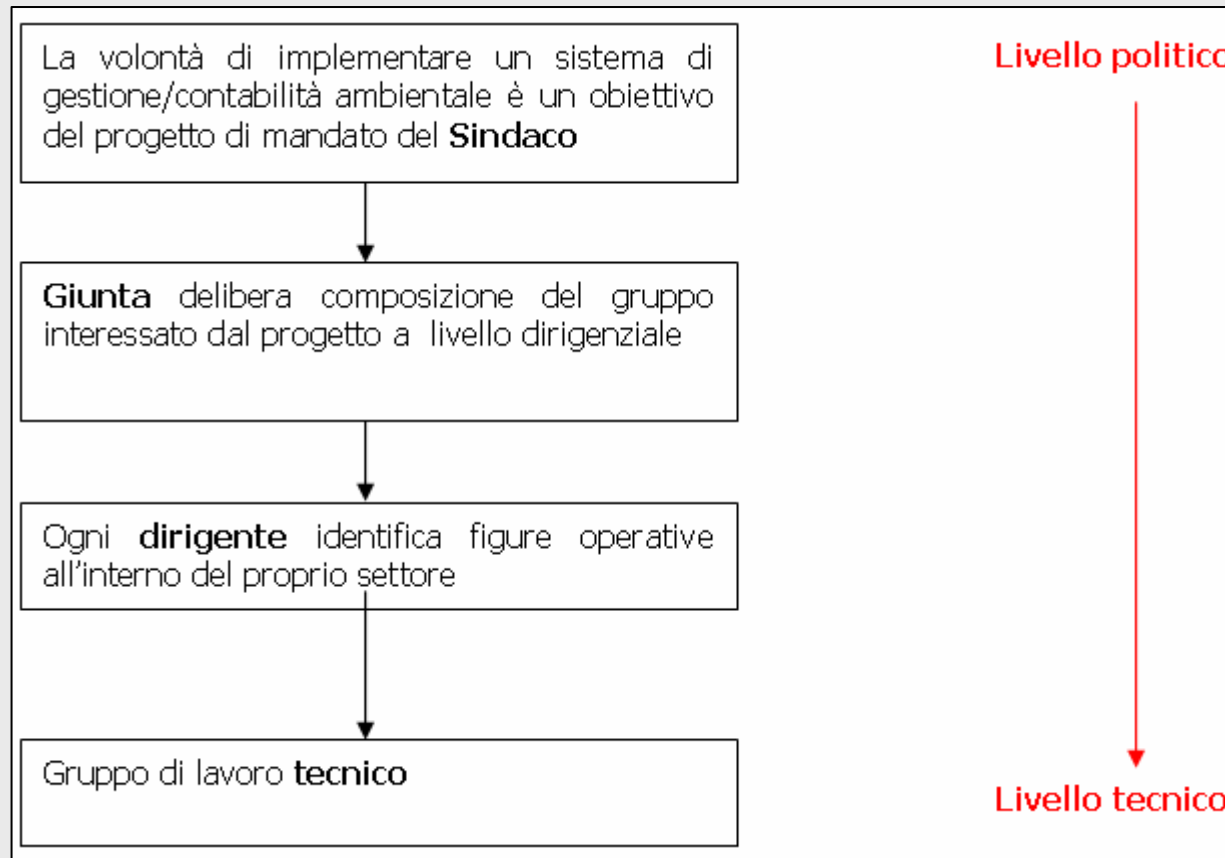 La volontà di implementare un sistema di
gestione/contabilità ambientale è un obiettivo
del progetto di mandato del Sindaco
Livello politico
Giunta delibera composizione del gruppo
interessato dal progetto a livello dirigenziale
Ogni dirigente identifica figure operative
all'interno del proprio settore
Gruppo di lavoro tecnico
Livello tecnico